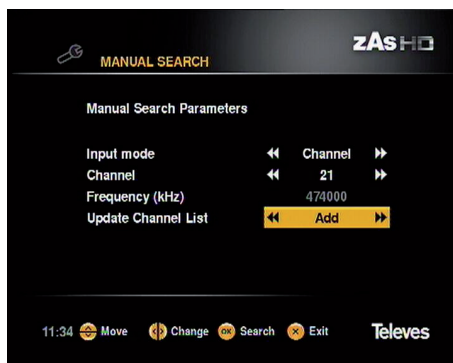 zAs HD
MANUAL SEARCH
Manual Search Parameters
Input mode Channel
Channel 21
Frequency (kHz) 474000
Update Channel List Add
11:34 Move Change OK Search Exit Televes